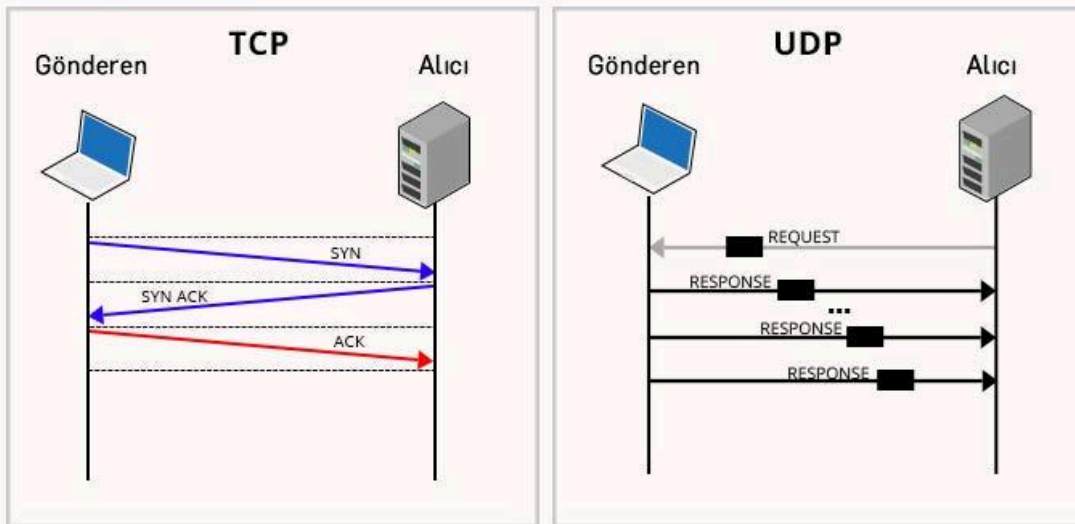 TCP
Gönderen
Alıcı
SYN
SYN ACK
ACK
UDP
Gönderen
Alıcı
REQUEST
RESPONSE
...
RESPONSE
RESPONSE